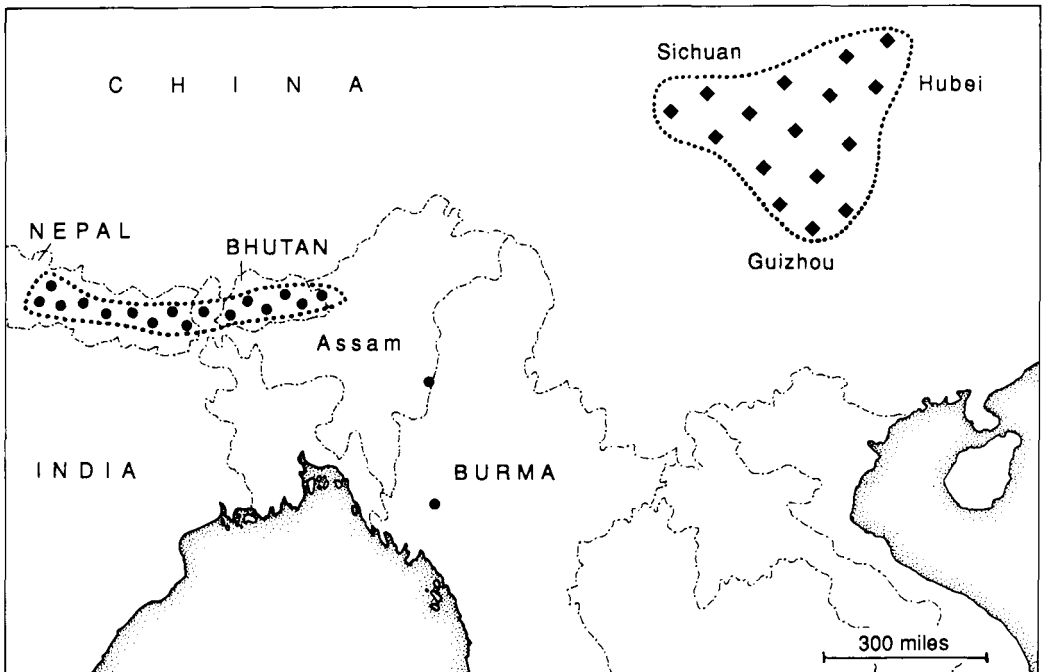 Sichuan
C H I N A
Hubei
NEPAL
BHUTAN
Guizhou
Assam
INDIA
BURMA
300 miles